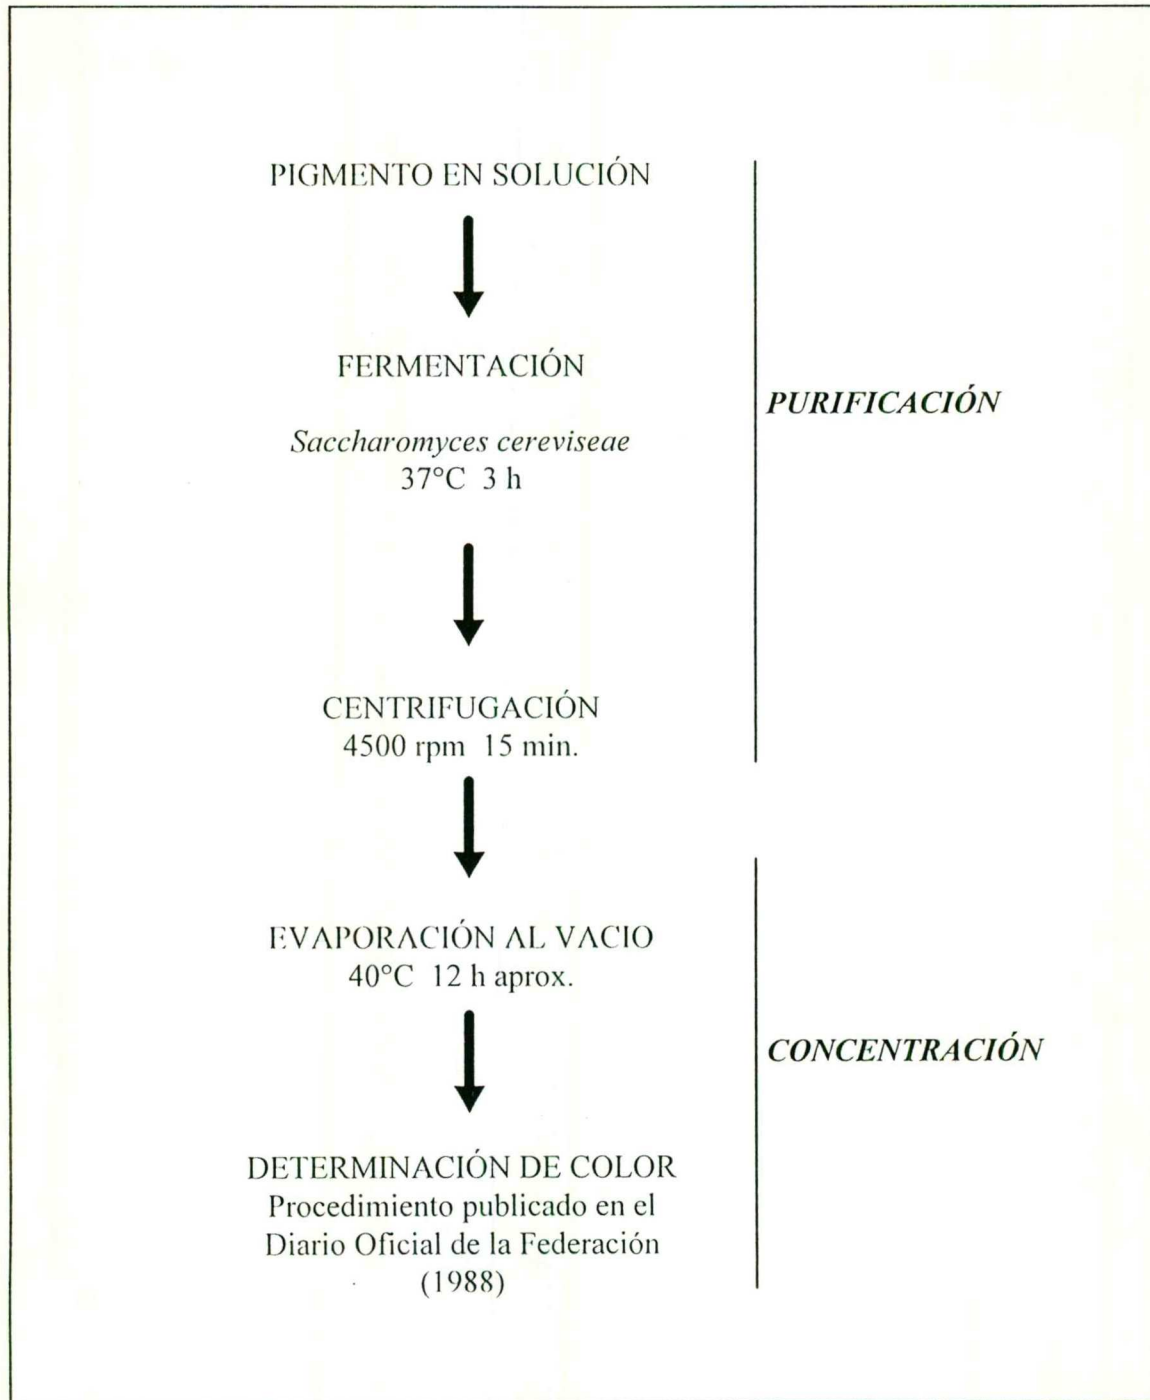 PIGMENTO EN SOLUCIÓN
FERMENTACIÓN
PURIFICACIÓN
Saccharomyces cereviseae
37°C 3 h
CENTRIFUGACIÓN
4500 rpm 15 min.
EVAPORACIÓN AL VACIO
40°C 12 h aprox.
CONCENTRACIÓN
DETERMINACIÓN DE COLOR
Procedimiento publicado en el
Diario Oficial de la Federación
(1988)